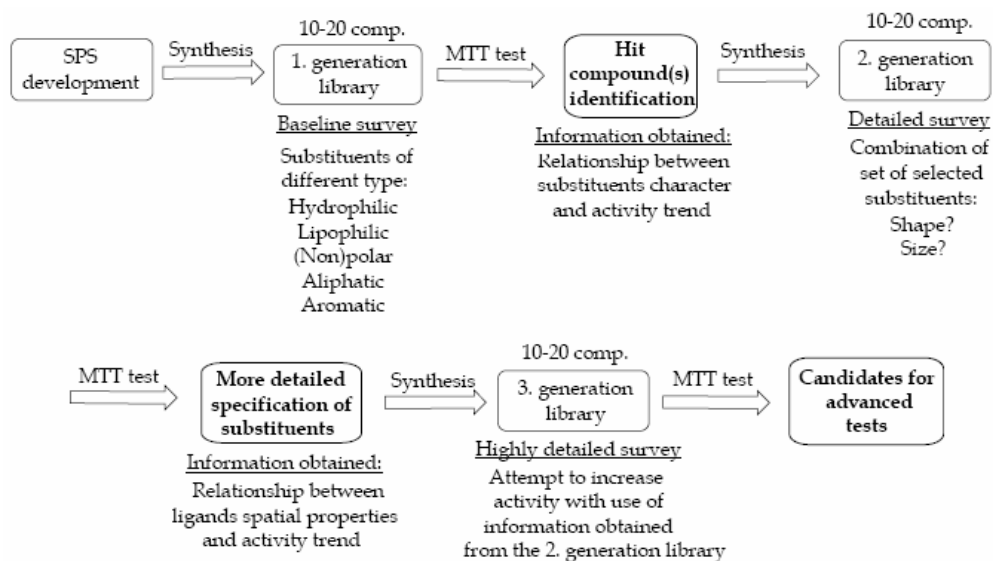 SPS
development
Synthesis
10-20 comp.
1. generation
library
Baseline survey
Substituents of
different type:
Hydrophilic
Lipophilic
(Non)polar
Aliphatic
Aromatic
MTT test
Hit
compound(s)
identification
Information obtained:
Relationship between
substituents character
and activity trend
Synthesis
10-20 comp.
2. generation
library
Detailed survey
Combination of
set of selected
substituents:
Shape?
Size?
MTT test
More detailed
specification of
substituents
Information obtained:
Relationship between
ligands spatial properties
and activity trend
Synthesis
10-20 comp.
3. generation
library
Highly detailed survey
Attempt to increase
activity with use of
information obtained
from the 2. generation library
MTT test
Candidates for
advanced
tests